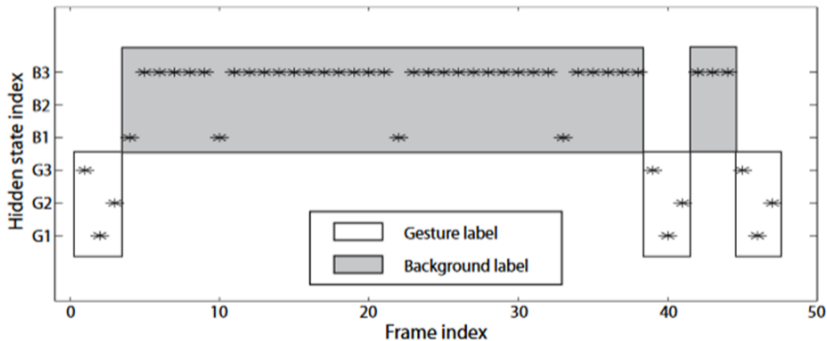 Hidden state index
B3
B2
B1
G3
G2
G1
Gesture label
Background label
0 10 20 30 40 50
Frame index